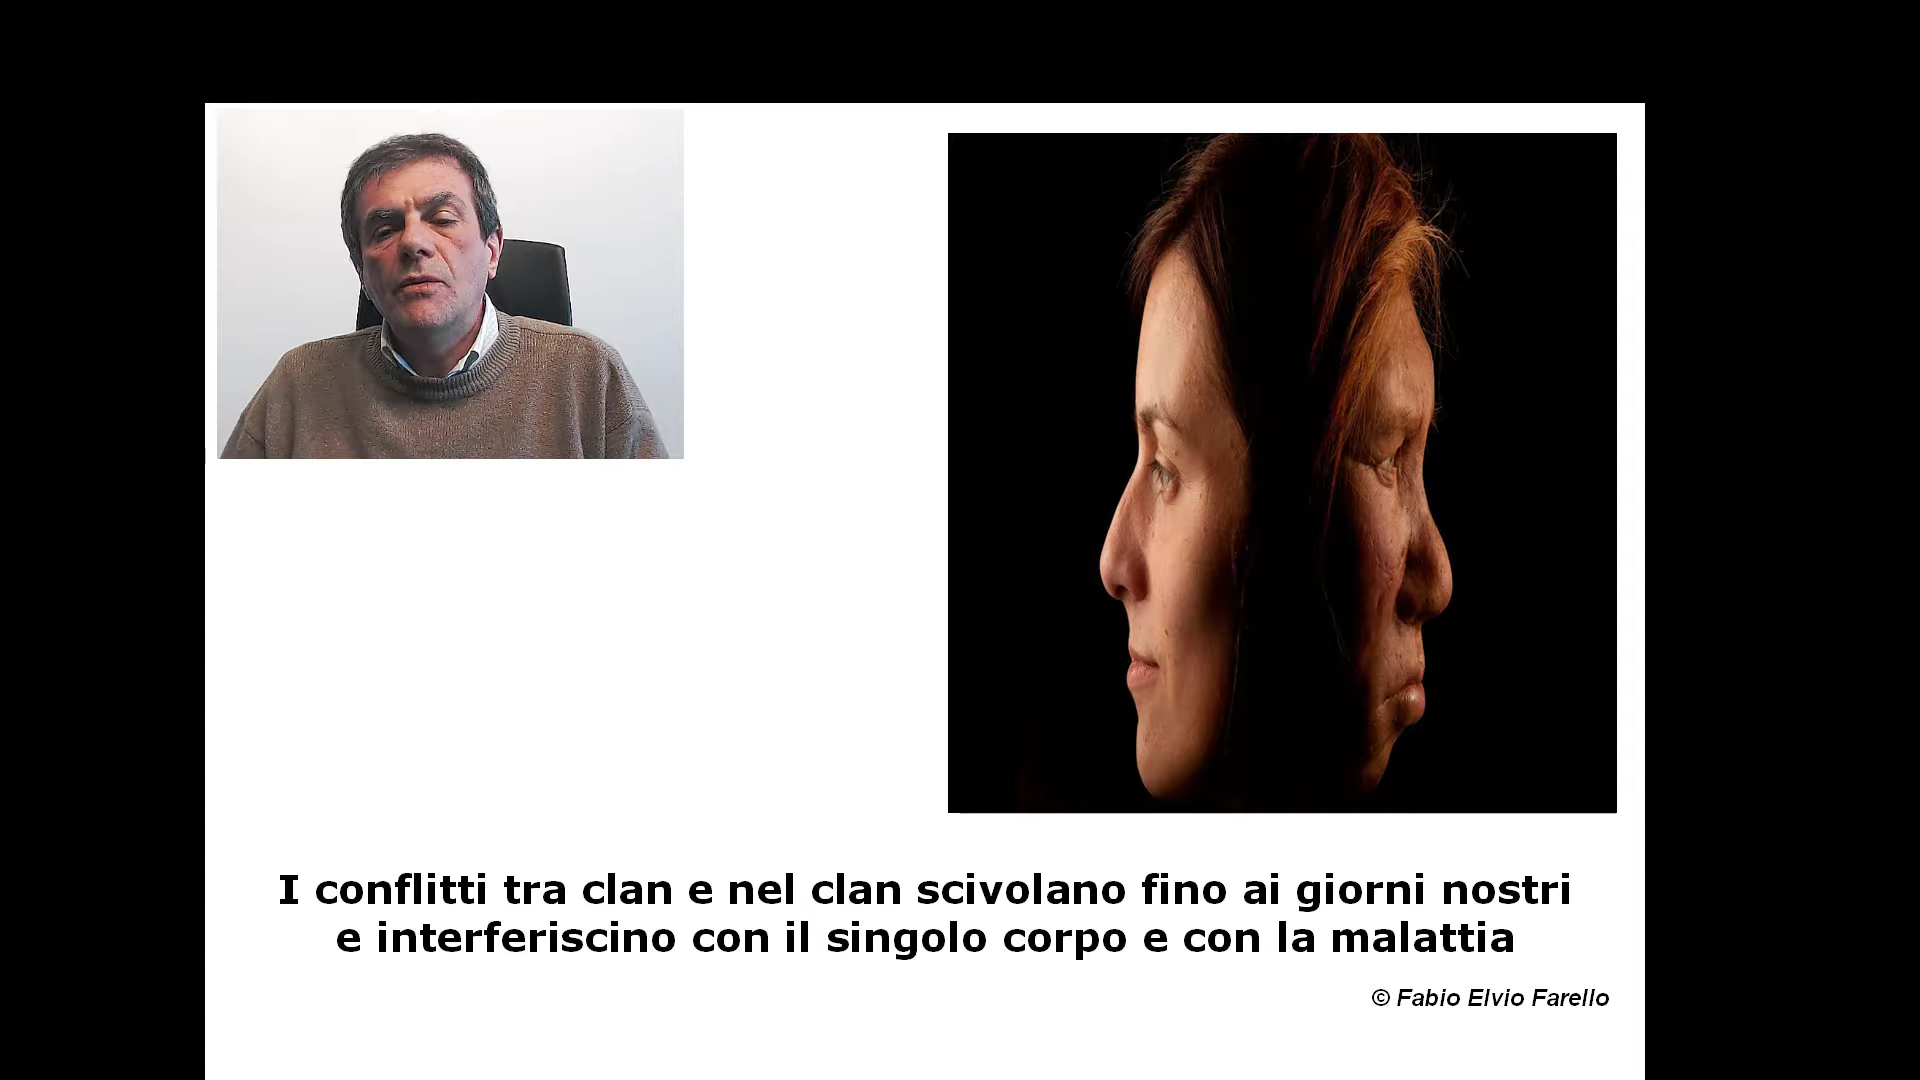 I conflitti tra clan e nel clan scivolano fino ai giorni nostri
e interferiscino con il singolo corpo e con la malattia
© Fabio Elvio Farello